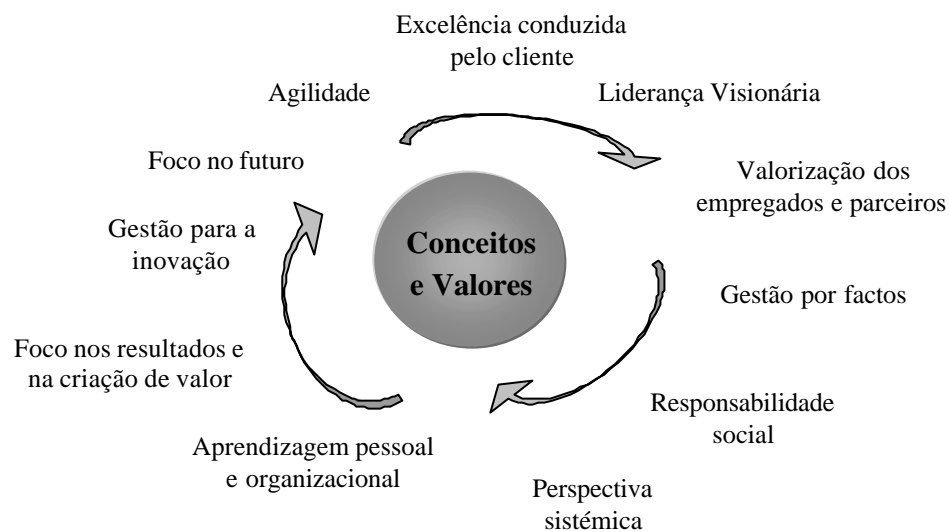 Excelência conduzida
pelo cliente
Agilidade
Liderança Visionária
Foco no futuro
Valorização dos
empregados e parceiros
Gestão para a
inovação
Conceitos
e Valores
Gestão por factos
Foco nos resultados e
na criação de valor
Responsabilidade
social
Aprendizagem pessoal
e organizacional
Perspectiva
sistémica